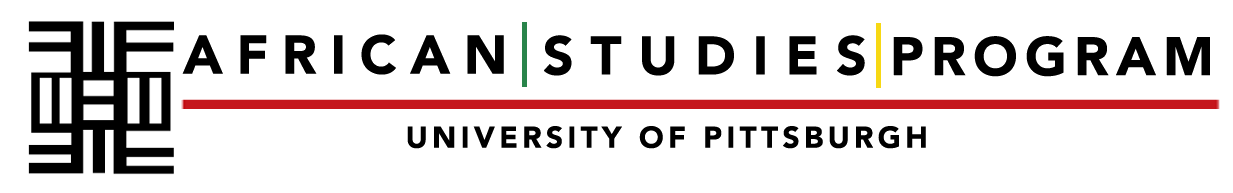 AFRICAN STUDIES PROGRAM
UNIVERSITY OF PITTSBURGH